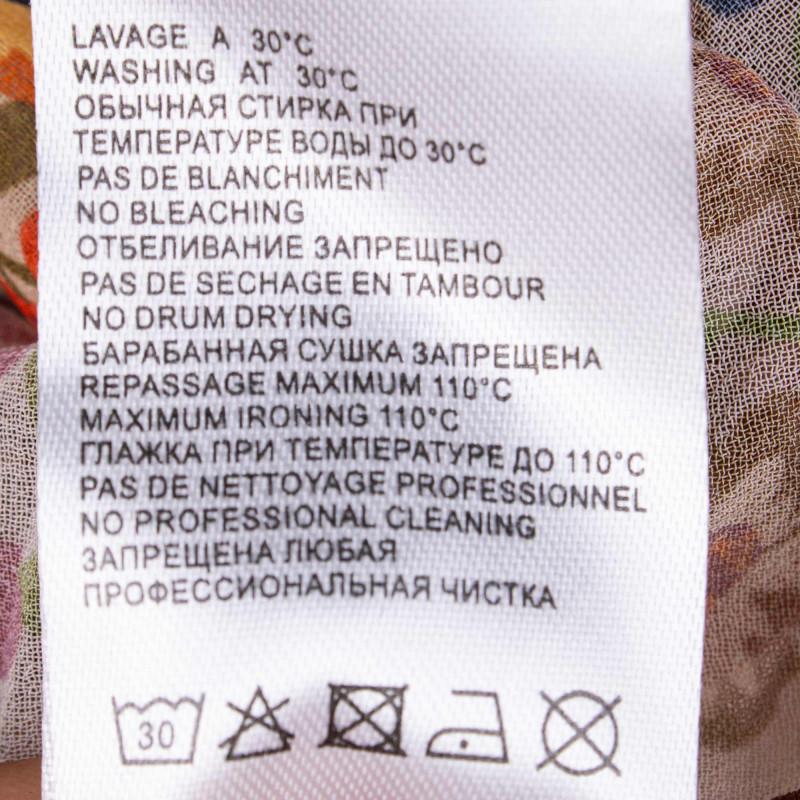 LAVAGE A 30°C
WASHING AT 30°C
ОБЫЧНАЯ СТИРКА ПРИ
ТЕМПЕРАТУРЕ ВОДЫ ДО 30°C
PAS DE BLANCHIMENT
NO BLEACHING
ОТБЕЛИВАНИЕ ЗАПРЕЩЕНО
PAS DE SECHAGE EN TAMBOUR
NO DRUM DRYING
БАРАБАННАЯ СУШКА ЗАПРЕЩЕНА
REPASSAGE MAXIMUM 110°C
MAXIMUM IRONING 110°C
ГЛАЖКА ПРИ ТЕМПЕРАТУРЕ ДО 110°C
PAS DE NETTOYAGE PROFESSIONNEL
NO PROFESSIONAL CLEANING
ЗАПРЕЩЕНА ЛЮБАЯ
ПРОФЕССИОНАЛЬНАЯ ЧИСТКА
30